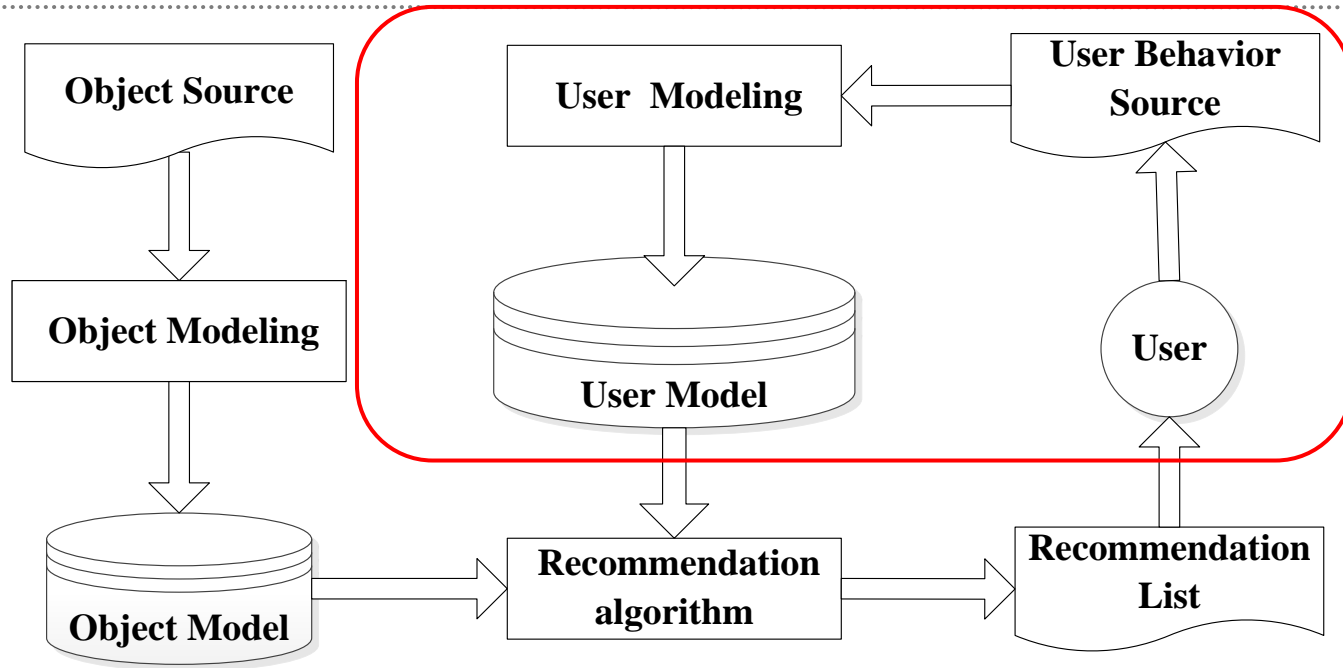 Object Source
User Modeling
User Behavior
Source
Object Modeling
User Model
User
Object Model
Recommendation
algorithm
Recommendation
List